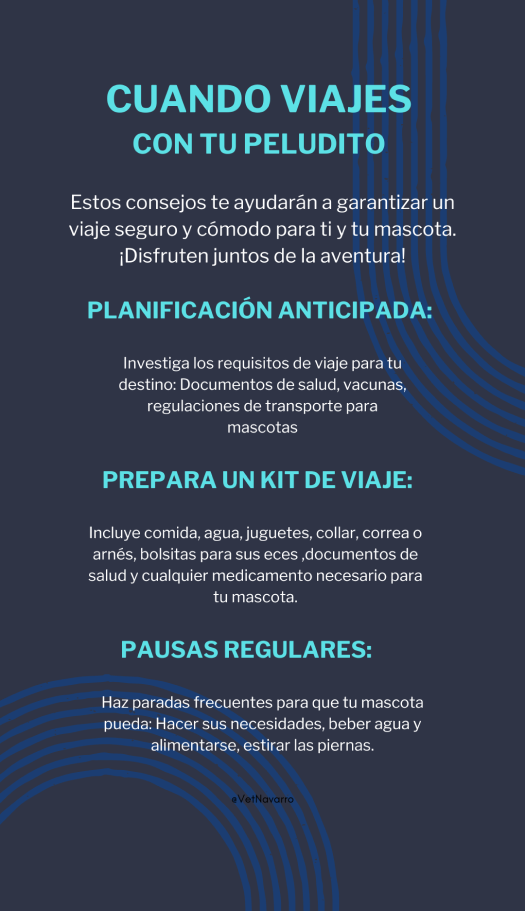 CUANDO VIAJES
CON TU PELUDITO
Estos consejos te ayudarán a garantizar un
viaje seguro y cómodo para ti y tu mascota.
¡Disfruten juntos de la aventura!
PLANIFICACIÓN ANTICIPADA:
Investiga los requisitos de viaje para tu
destino: Documentos de salud, vacunas,
regulaciones de transporte para
mascotas
PREPARA UN KIT DE VIAJE:
Incluye comida, agua, juguetes, collar, correa o
arnés, bolsitas para sus eces ,documentos de
salud y cualquier medicamento necesario para
tu mascota.
PAUSAS REGULARES:
Haz paradas frecuentes para que tu mascota
pueda: Hacer sus necesidades, beber agua y
alimentarse, estirar las piernas.
@VetNavarro